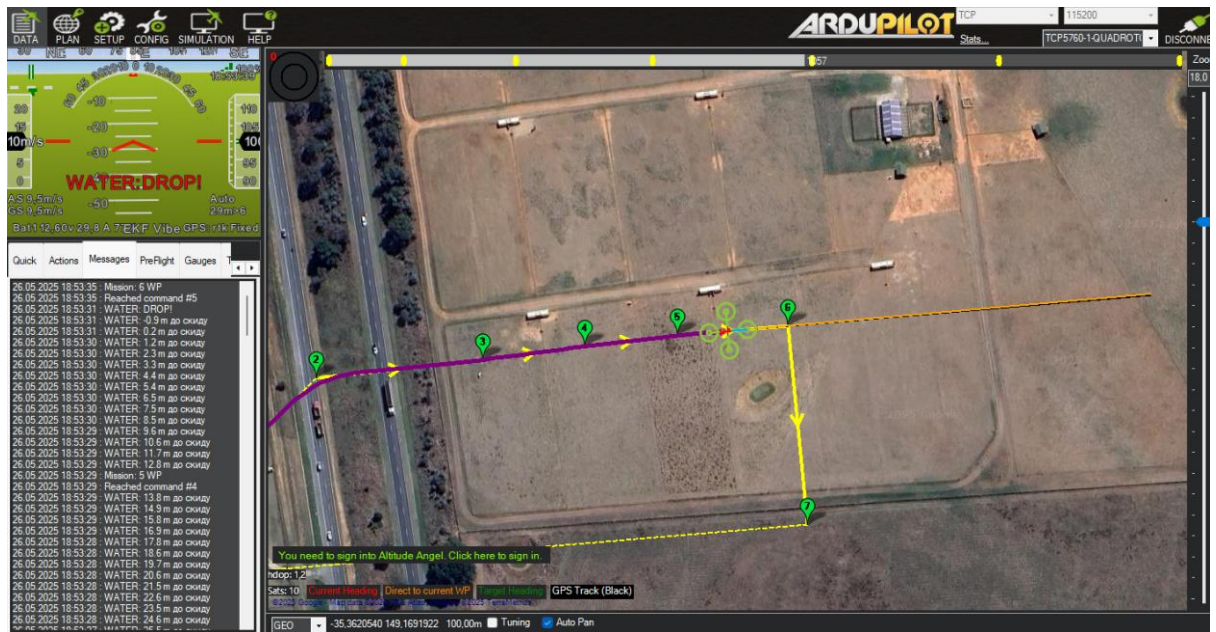 DATA PLAN SETUP CONFIG SIMULATION HELP
ARDUPILOT
TCP 115200
Stats... TCP5760-1-QUADROT DISCONNE
WATER:DROP!
AS 9,5m/s Auto
GS 9,5m/s 29m>6
Bat1 12,60v 29,8 A EKF Vibe GPS: rtk Fixed
Quick Actions Messages PreFlight Gauges T
26.05.2025 18:53:35 : Mission: 6 WP
26.05.2025 18:53:35 : Reached command #5
26.05.2025 18:53:31 : WATER: DROP!
26.05.2025 18:53:31 : WATER: -0.9 m до скиду
26.05.2025 18:53:31 : WATER: 0.2 m до скиду
26.05.2025 18:53:30 : WATER: 1.2 m до скиду
26.05.2025 18:53:30 : WATER: 2.3 m до скиду
26.05.2025 18:53:30 : WATER: 3.3 m до скиду
26.05.2025 18:53:30 : WATER: 4.4 m до скиду
26.05.2025 18:53:30 : WATER: 5.4 m до скиду
26.05.2025 18:53:30 : WATER: 6.5 m до скиду
26.05.2025 18:53:30 : WATER: 7.5 m до скиду
26.05.2025 18:53:30 : WATER: 8.5 m до скиду
26.05.2025 18:53:29 : WATER: 9.6 m до скиду
26.05.2025 18:53:29 : WATER: 10.6 m до скиду
26.05.2025 18:53:29 : WATER: 11.7 m до скиду
26.05.2025 18:53:29 : WATER: 12.8 m до скиду
26.05.2025 18:53:29 : Mission: 5 WP
26.05.2025 18:53:29 : Reached command #4
26.05.2025 18:53:29 : WATER: 13.8 m до скиду
26.05.2025 18:53:29 : WATER: 14.9 m до скиду
26.05.2025 18:53:29 : WATER: 15.8 m до скиду
26.05.2025 18:53:29 : WATER: 16.9 m до скиду
26.05.2025 18:53:28 : WATER: 17.8 m до скиду
26.05.2025 18:53:28 : WATER: 18.6 m до скиду
26.05.2025 18:53:28 : WATER: 19.7 m до скиду
26.05.2025 18:53:28 : WATER: 20.6 m до скиду
26.05.2025 18:53:28 : WATER: 21.5 m до скиду
26.05.2025 18:53:28 : WATER: 22.6 m до скиду
26.05.2025 18:53:28 : WATER: 23.5 m до скиду
26.05.2025 18:53:28 : WATER: 24.6 m до скиду
Zoo
18,0
2
3
4
5
6
7
You need to sign into Altitude Angel. Click here to sign in.
hdop: 1,2
Sats: 10 Current Heading Direct to current WP Target Heading GPS Track (Black)
GEO -35,3620540 149,1691922 100,00m Tuning Auto Pan